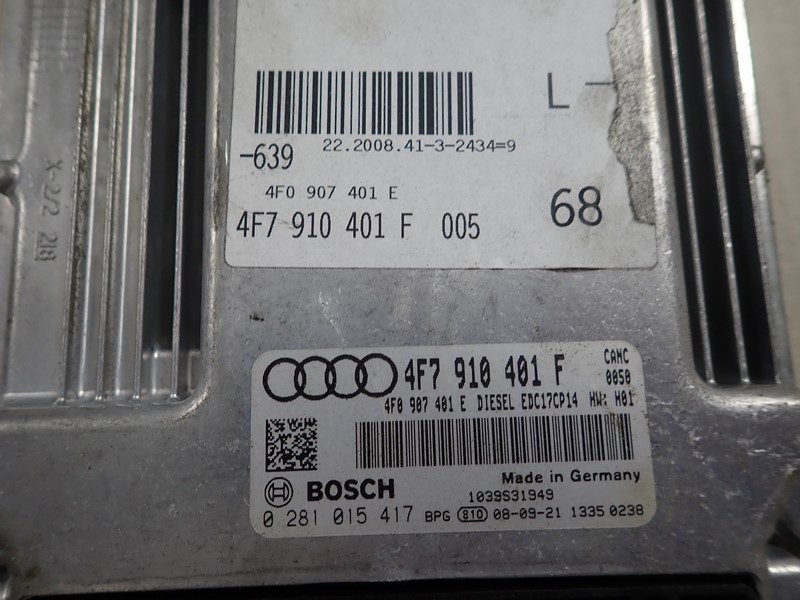 L-
22.2008.41-3-2434=9
-639
4F0 907 401 E
4F7 910 401 F 005
68
X-2/2 218
4F7 910 401 F
CAMC
0050
4F0 907 401 E DIESEL EDC17CP14 HW: H01
Made in Germany
BOSCH
1039S31949
0 281 015 417 BPG 810 08-09-21 1335 0238